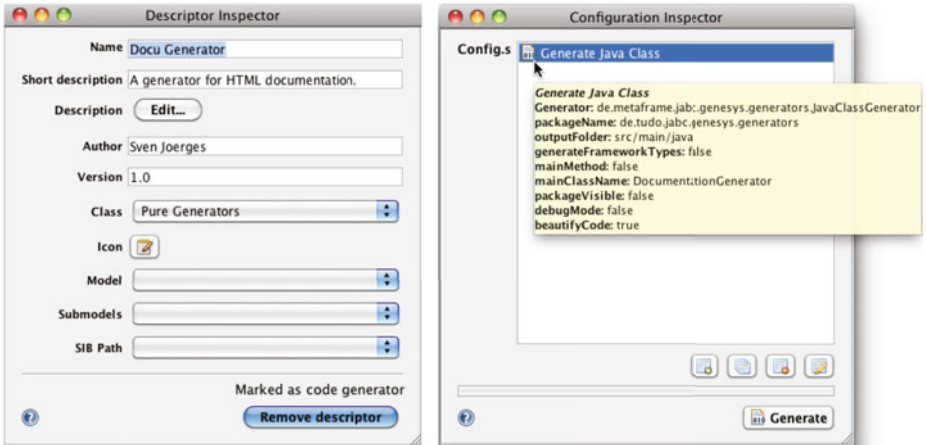 Descriptor Inspector
Name Docu Generator
Short description A generator for HTML documentation.
Description Edit...
Author Sven Joerges
Version 1.0
Class Pure Generators
Icon
Model
Submodels
SIB Path
Marked as code generator
Remove descriptor
Configuration Inspector
Config.s Generate Java Class
Generate Java Class
Generator: de.metaframe.jabc.genesys.generators.JavaClassGenerator
packageName: de.tudo.jabc.genesys.generators
outputFolder: src/main/java
generateFrameworkTypes: false
mainMethod: false
mainClassName: DocumentationGenerator
packageVisible: false
debugMode: false
beautifyCode: true
Generate